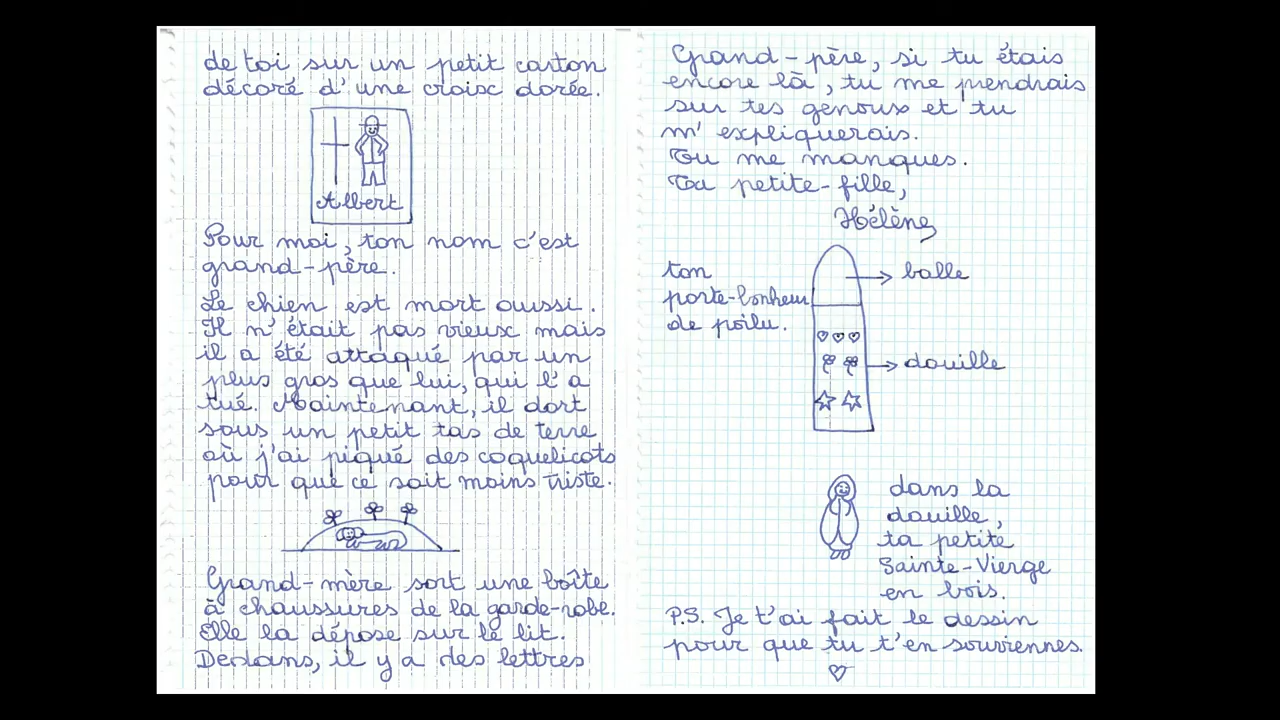 de toi sur un petit carton
décoré d'une croix dorée.
Albert
Pour moi, ton nom c'est
grand-père.
Le chien est mort aussi.
Il n'était pas vieux mais
il a été attaqué par un
plus gros que lui, qui l'a
tué. Maintenant, il dort
sous un petit tas de terre
où j'ai piqué des coquelicots
pour que ce soit moins triste.
Grand-mère sort une boîte
à chaussures de la garde-robe.
Elle la dépose sur le lit.
Dedans, il y a des lettres
Grand-père, si tu étais
encore là, tu me prendrais
sur tes genoux et tu
m'expliquerais.
Tu me manques.
Ta petite-fille,
Hélène
ton
porte-bonheur
de poilu.
balle
douille
dans la
douille,
ta petite
Sainte-Vierge
en bois.
P.S. Je t'ai fait le dessin
pour que tu t'en souviennes.